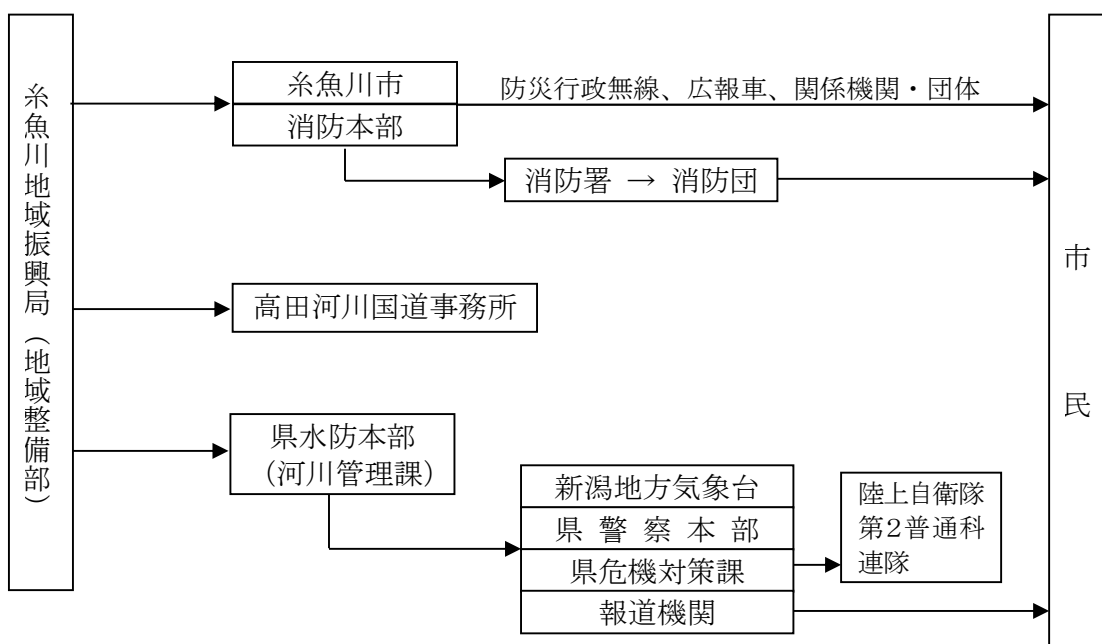 糸魚川地域振興局（地域整備部）
糸魚川市
消防本部
防災行政無線、広報車、関係機関・団体
消防署 → 消防団
高田河川国道事務所
県水防本部
（河川管理課）
新潟地方気象台
県警察本部
県危機対策課
報道機関
陸上自衛隊
第２普通科
連隊
市民